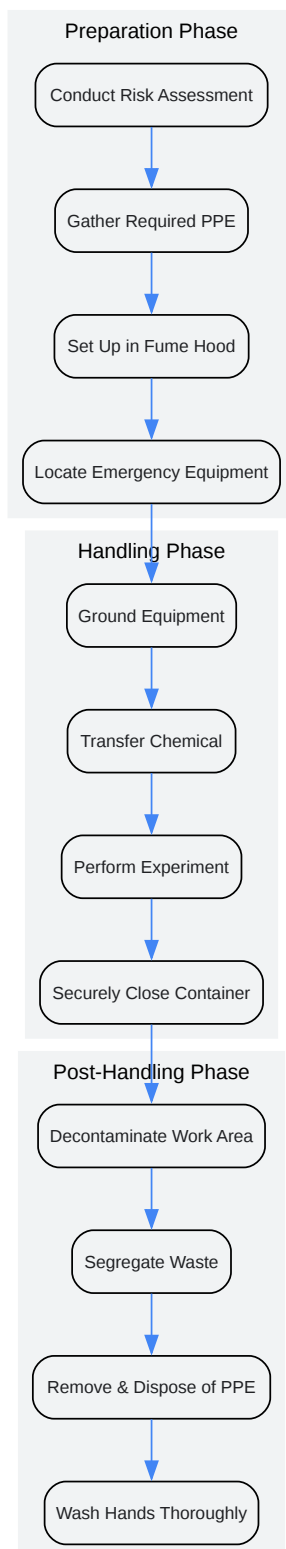 Preparation Phase
Conduct Risk Assessment
Gather Required PPE
Set Up in Fume Hood
Locate Emergency Equipment
Handling Phase
Ground Equipment
Transfer Chemical
Perform Experiment
Securely Close Container
Post-Handling Phase
Decontaminate Work Area
Segregate Waste
Remove & Dispose of PPE
Wash Hands Thoroughly